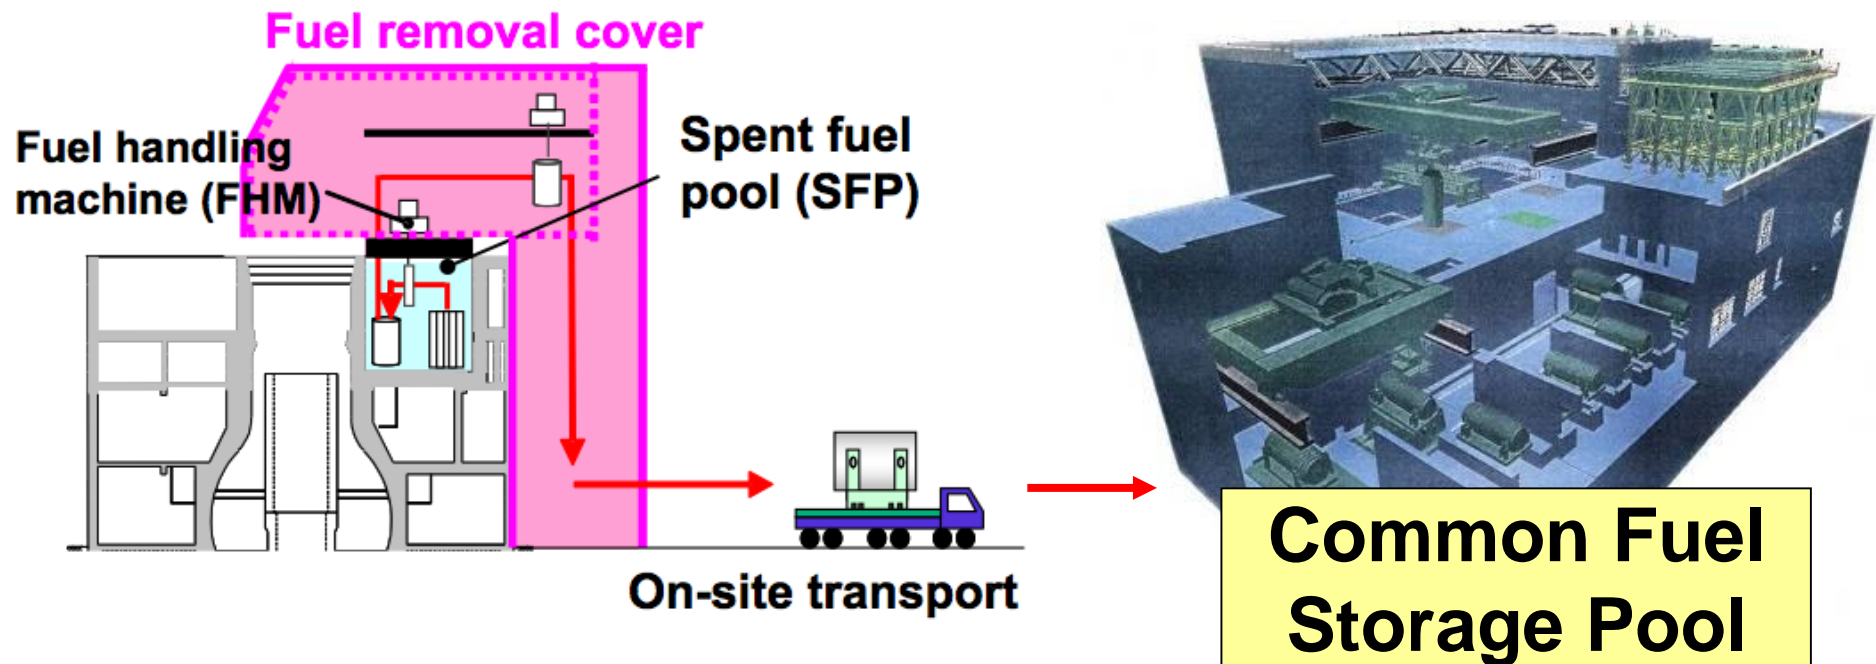 Fuel removal cover
Fuel handling
machine (FHM)
Spent fuel
pool (SFP)
On-site transport
Common Fuel
Storage Pool